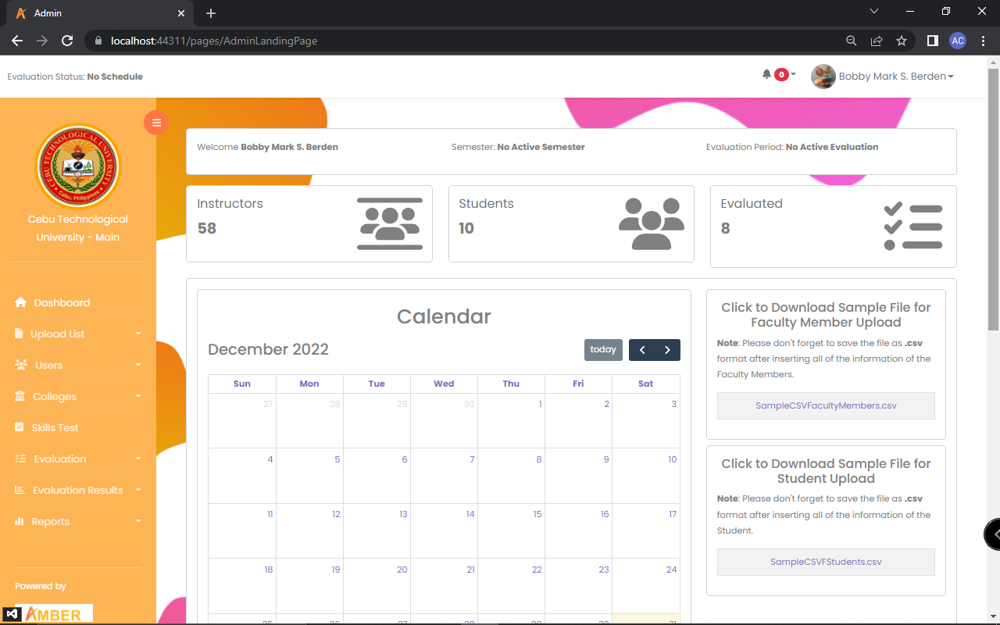 Admin
localhost:44311/pages/AdminLandingPage
AC
Evaluation Status: No Schedule
0
Bobby Mark S. Berden
CEBU TECHNOLOGICAL UNIVERSITY
Cebu, Philippines
Cebu Technological
University - Main
Dashboard
Upload List
Users
Colleges
Skills Test
Evaluation
Evaluation Results
Reports
Powered by
AMBER
Welcome Bobby Mark S. Berden
Semester: No Active Semester
Evaluation Period: No Active Evaluation
Instructors
58
Students
10
Evaluated
8
Calendar
December 2022
today
Sun Mon Tue Wed Thu Fri Sat
27 28 29 30 1 2 3
4 5 6 7 8 9 10
11 12 13 14 15 16 17
18 19 20 21 22 23 24
25 26 27 28 29 30 31
Click to Download Sample File for
Faculty Member Upload
Note: Please don't forget to save the file as .csv
format after inserting all of the information of the
Faculty Members.
SampleCSVFacultyMembers.csv
Click to Download Sample File for
Student Upload
Note: Please don't forget to save the file as .csv
format after inserting all of the information of the
Student.
SampleCSVFStudents.csv